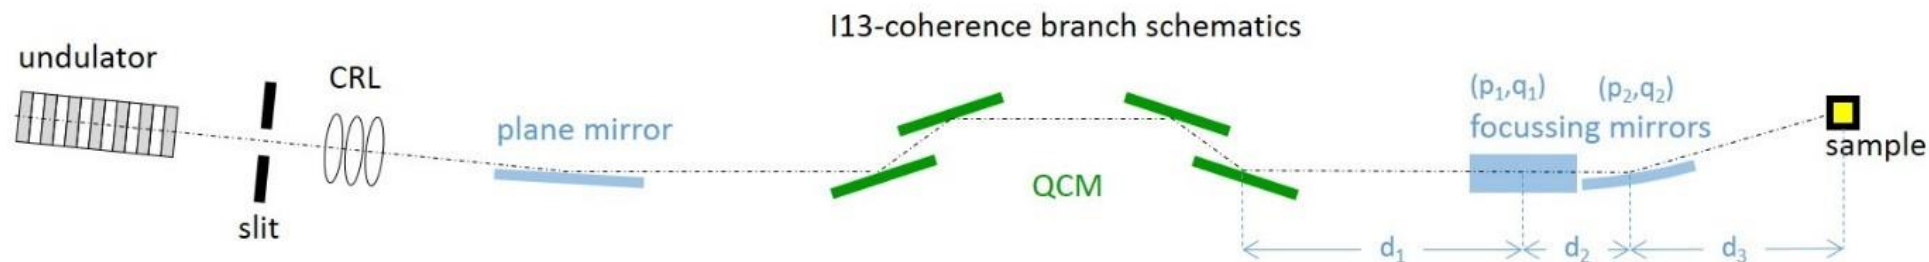 I13-coherence branch schematics
undulator
CRL
slit
plane mirror
QCM
(p₁,q₁) (p₂,q₂)
focussing mirrors
sample
d₁ d₂ d₃